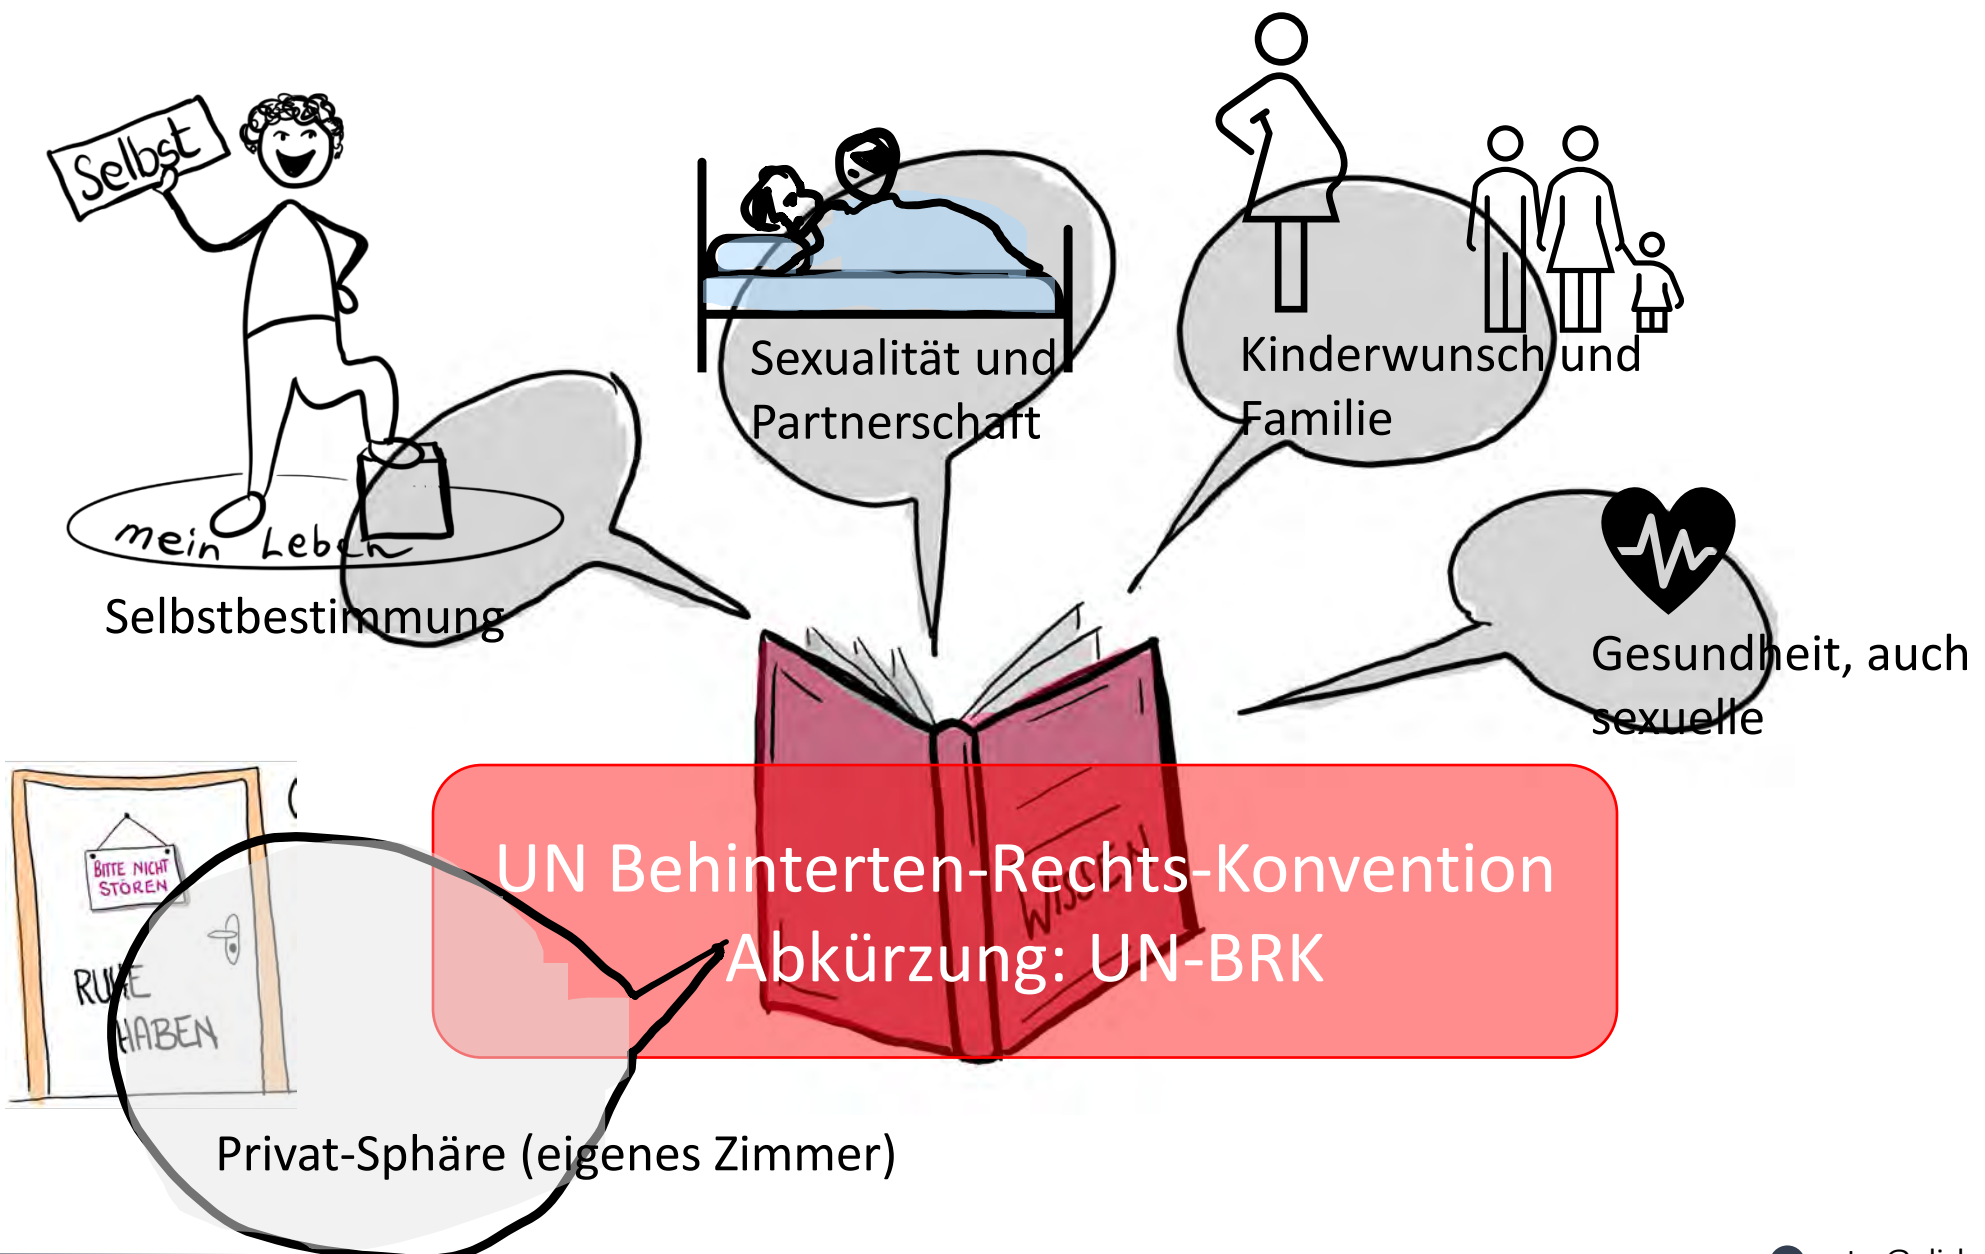 Selbst
mein Leben
Selbstbestimmung
Sexualität und
Partnerschaft
Kinderwunsch und
Familie
Gesundheit, auch
sexuelle
WISSEN
UN Behinterten-Rechts-Konvention
Abkürzung: UN-BRK
BITTE NICHT
STÖREN
RUHE
HABEN
Privat-Sphäre (eigenes Zimmer)